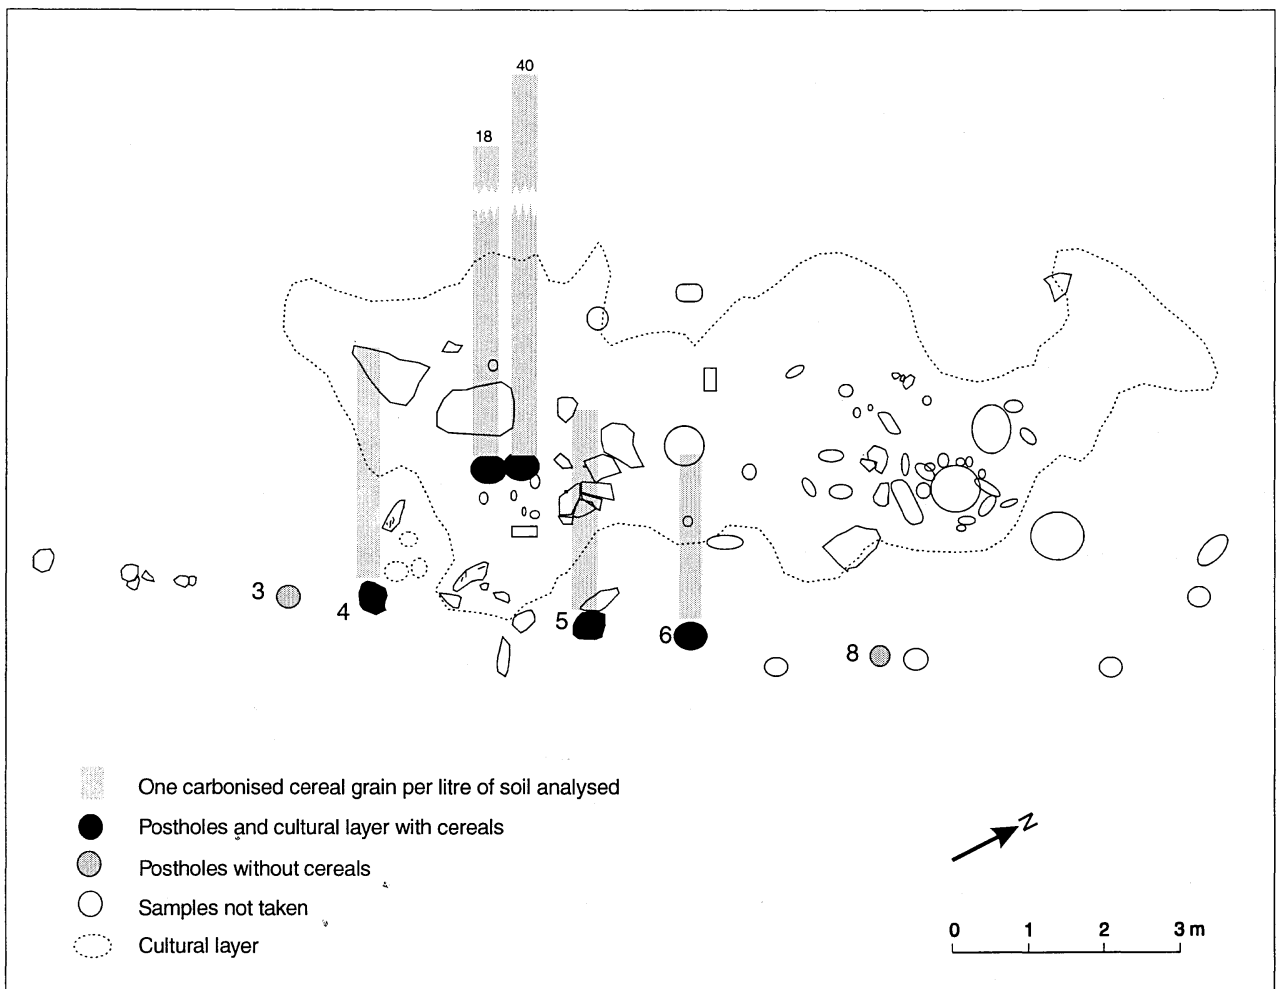 40
18
3
4
5
6
8
One carbonised cereal grain per litre of soil analysed
Postholes and cultural layer with cereals
Postholes without cereals
Samples not taken
Cultural layer
N
0 1 2 3 m